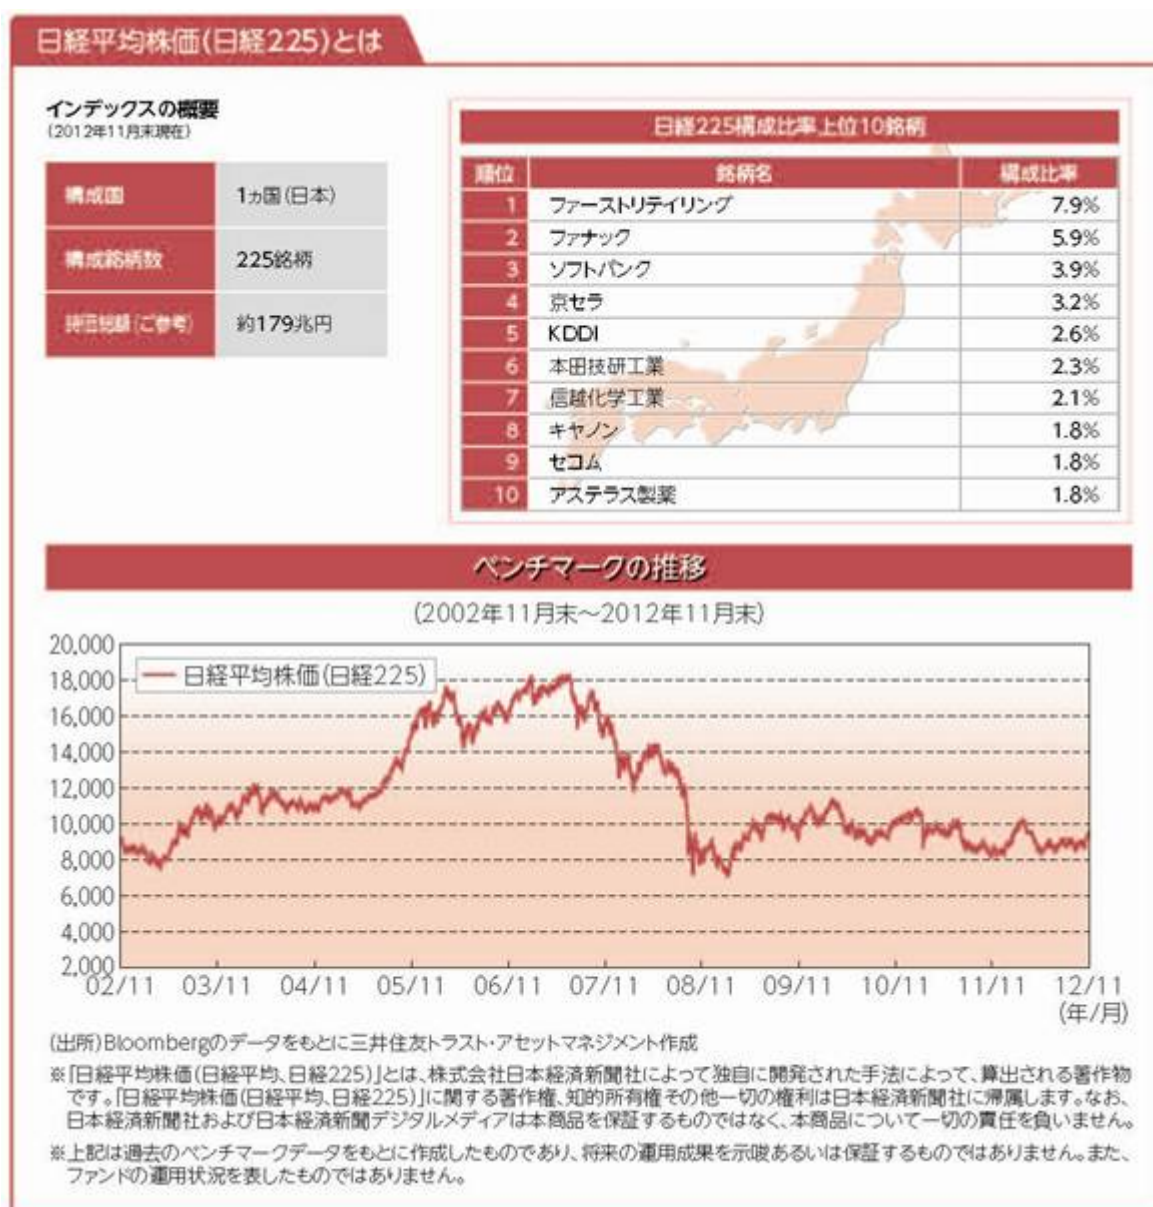 日経平均株価(日経225)とは
インデックスの概要
(2012年11月末現在)
構成国 1ヵ国(日本)
構成銘柄数 225銘柄
時価総額(ご参考) 約179兆円
日経225構成比率上位10銘柄
順位 銘柄名 構成比率
1 ファーストリテイリング 7.9%
2 ファナック 5.9%
3 ソフトバンク 3.9%
4 京セラ 3.2%
5 KDDI 2.6%
6 本田技研工業 2.3%
7 信越化学工業 2.1%
8 キヤノン 1.8%
9 セコム 1.8%
10 アステラス製薬 1.8%
ベンチマークの推移
(2002年11月末～2012年11月末)
日経平均株価(日経225)
20,000
18,000
16,000
14,000
12,000
10,000
8,000
6,000
4,000
2,000
02/11 03/11 04/11 05/11 06/11 07/11 08/11 09/11 10/11 11/11 12/11
(年/月)
(出所)Bloombergのデータをもとに三井住友トラスト・アセットマネジメント作成
※「日経平均株価(日経平均、日経225)」とは、株式会社日本経済新聞社によって独自に開発された手法によって、算出される著作物
です。「日経平均株価(日経平均、日経225)」に関する著作権、知的所有権その他一切の権利は日本経済新聞社に帰属します。なお、
日本経済新聞社および日本経済新聞デジタルメディアは本商品を保証するものではなく、本商品について一切の責任を負いません。
※上記は過去のベンチマークデータをもとに作成したものであり、将来の運用成果を示唆あるいは保証するものではありません。また、
ファンドの運用状況を表したものではありません。